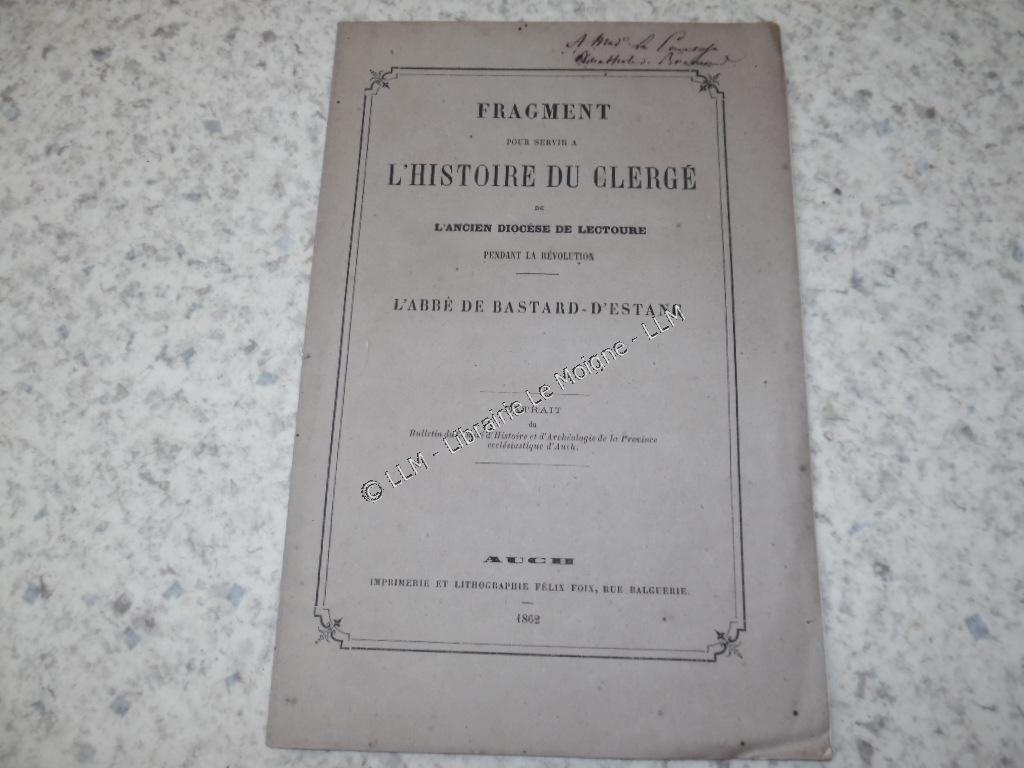 A Mad.
FRAGMENT
POUR SERVIR A
L'HISTOIRE DU CLERGÉ
DE
L'ANCIEN DIOCÈSE DE LECTOURE
PENDANT LA RÉVOLUTION
L'ABBÉ DE BASTARD-D'ESTANG
EXTRAIT
du
Bulletin d'Histoire et d'Archéologie de la Province
ecclésiastique d'Auch.
© LLM - Librairie Le Moigne - LLM
AUCH
IMPRIMERIE ET LITHOGRAPHIE FÉLIX FOIX, RUE BALGUERIE.
1862